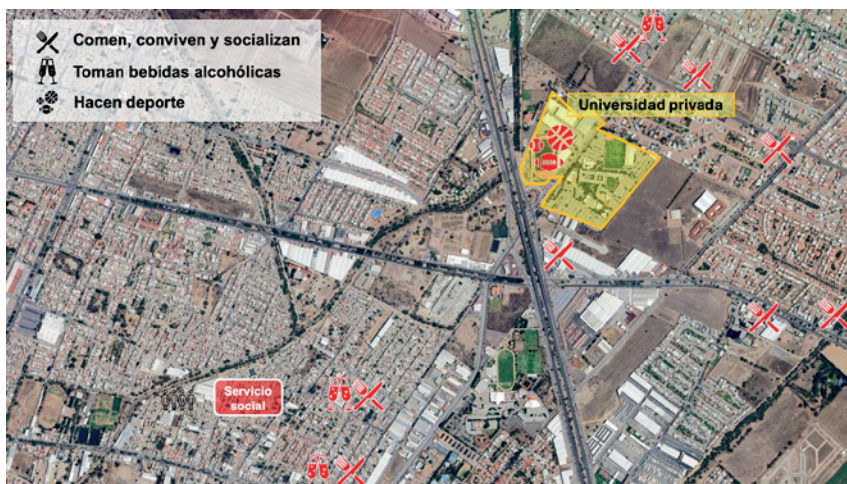 Comen, conviven y socializan
Toman bebidas alcohólicas
Hacen deporte
Universidad privada
Servicio
social